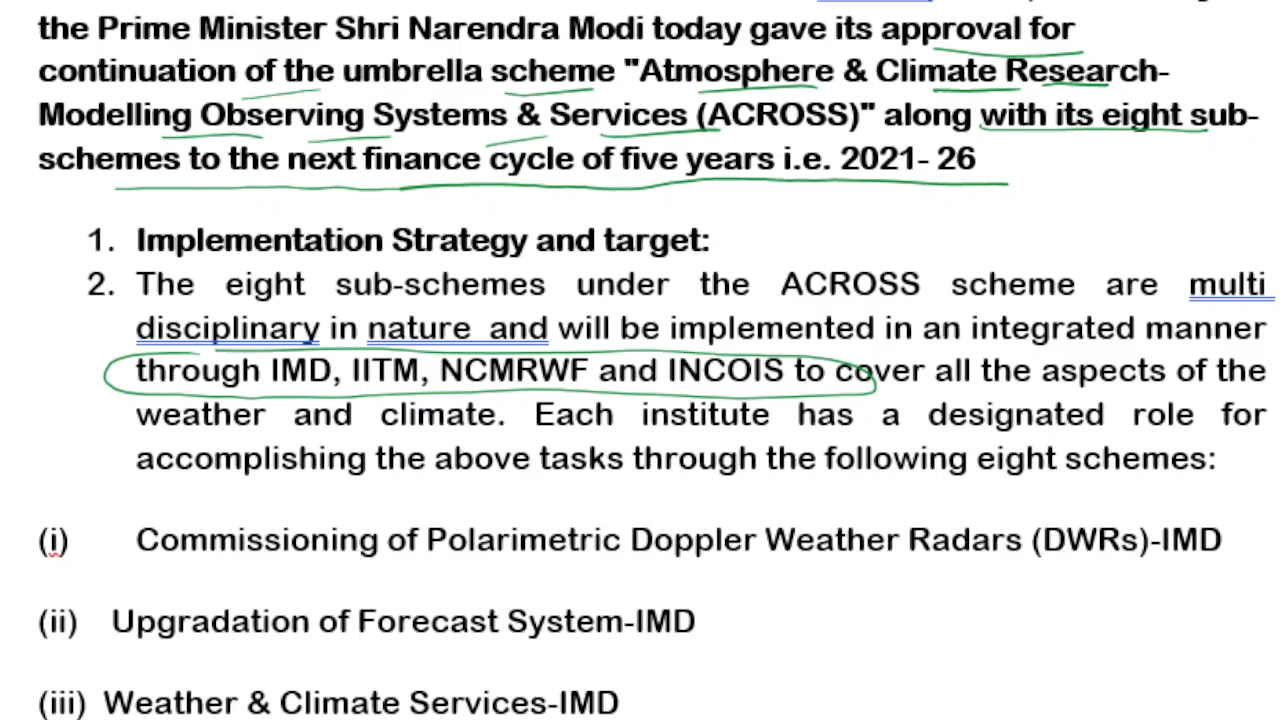 the Prime Minister Shri Narendra Modi today gave its approval for
continuation of the umbrella scheme "Atmosphere & Climate Research-
Modelling Observing Systems & Services (ACROSS)" along with its eight sub-
schemes to the next finance cycle of five years i.e. 2021- 26
1. Implementation Strategy and target:
2. The eight sub-schemes under the ACROSS scheme are multi
disciplinary in nature and will be implemented in an integrated manner
through IMD, IITM, NCMRWF and INCOIS to cover all the aspects of the
weather and climate. Each institute has a designated role for
accomplishing the above tasks through the following eight schemes:
(i) Commissioning of Polarimetric Doppler Weather Radars (DWRs)-IMD
(ii) Upgradation of Forecast System-IMD
(iii) Weather & Climate Services-IMD